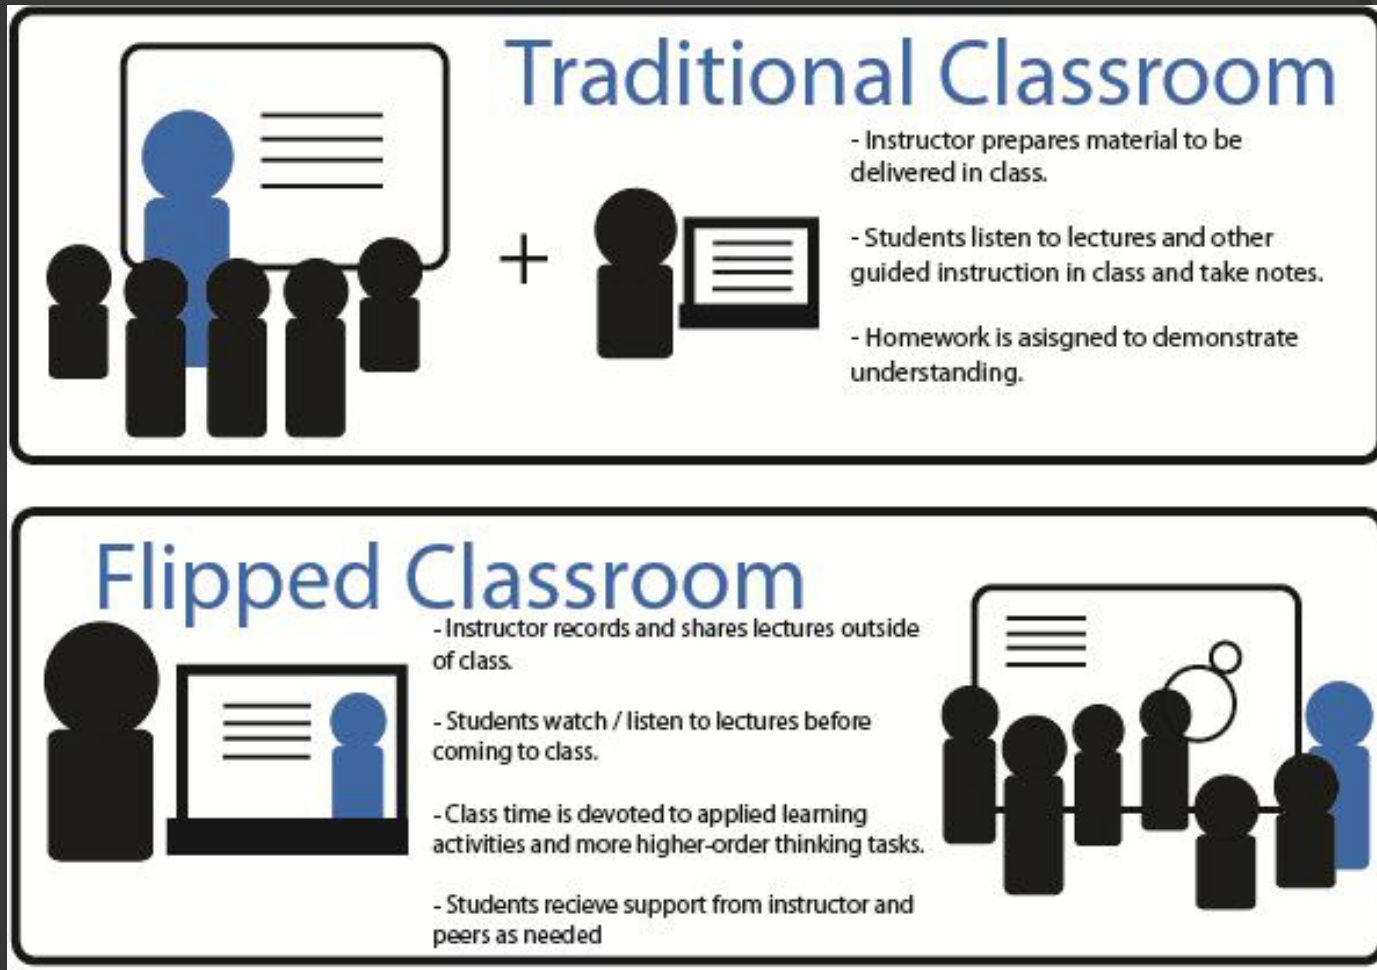 Traditional Classroom
- Instructor prepares material to be
delivered in class.
- Students listen to lectures and other
guided instruction in class and take notes.
- Homework is asisgned to demonstrate
understanding.
Flipped Classroom
- Instructor records and shares lectures outside
of class.
- Students watch / listen to lectures before
coming to class.
- Class time is devoted to applied learning
activities and more higher-order thinking tasks.
- Students recieve support from instructor and
peers as needed